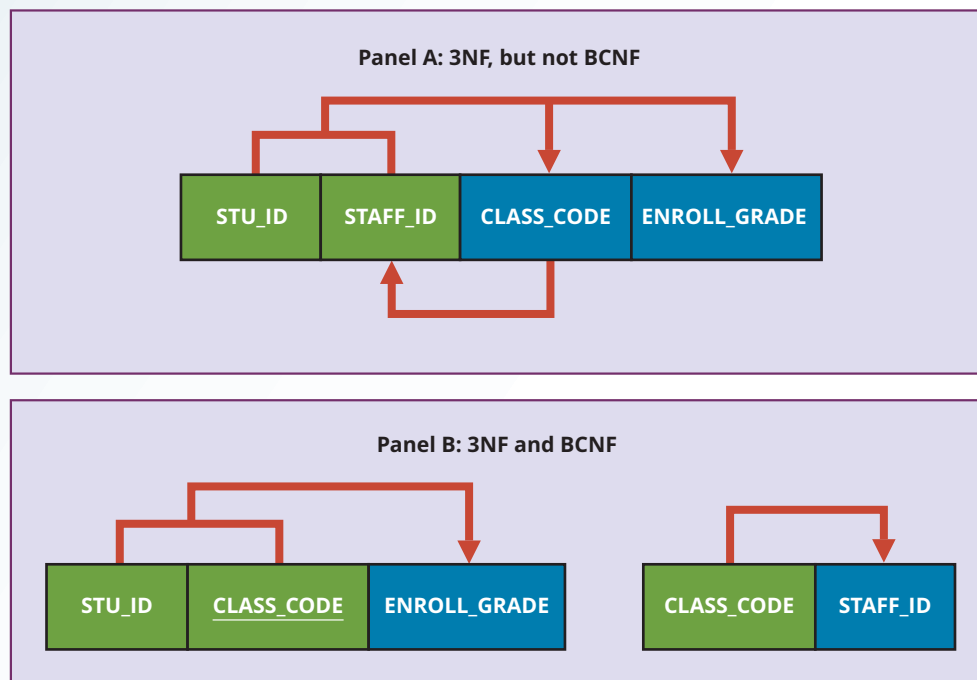 Panel A: 3NF, but not BCNF
STU_ID STAFF_ID CLASS_CODE ENROLL_GRADE
Panel B: 3NF and BCNF
STU_ID CLASS_CODE ENROLL_GRADE CLASS_CODE STAFF_ID